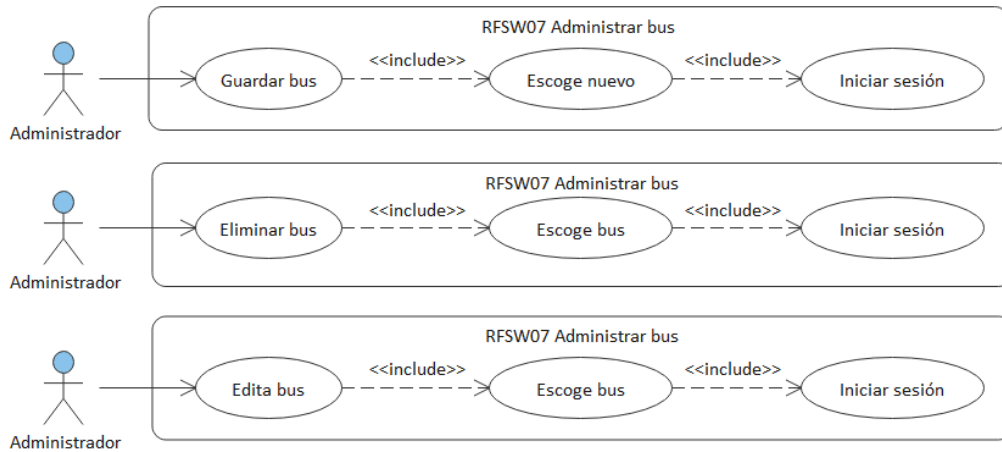 RFSW07 Administrar bus
<<include>> <<include>>
Guardar bus Escoge nuevo Iniciar sesión
Administrador
RFSW07 Administrar bus
<<include>> <<include>>
Eliminar bus Escoge bus Iniciar sesión
Administrador
RFSW07 Administrar bus
<<include>> <<include>>
Edita bus Escoge bus Iniciar sesión
Administrador